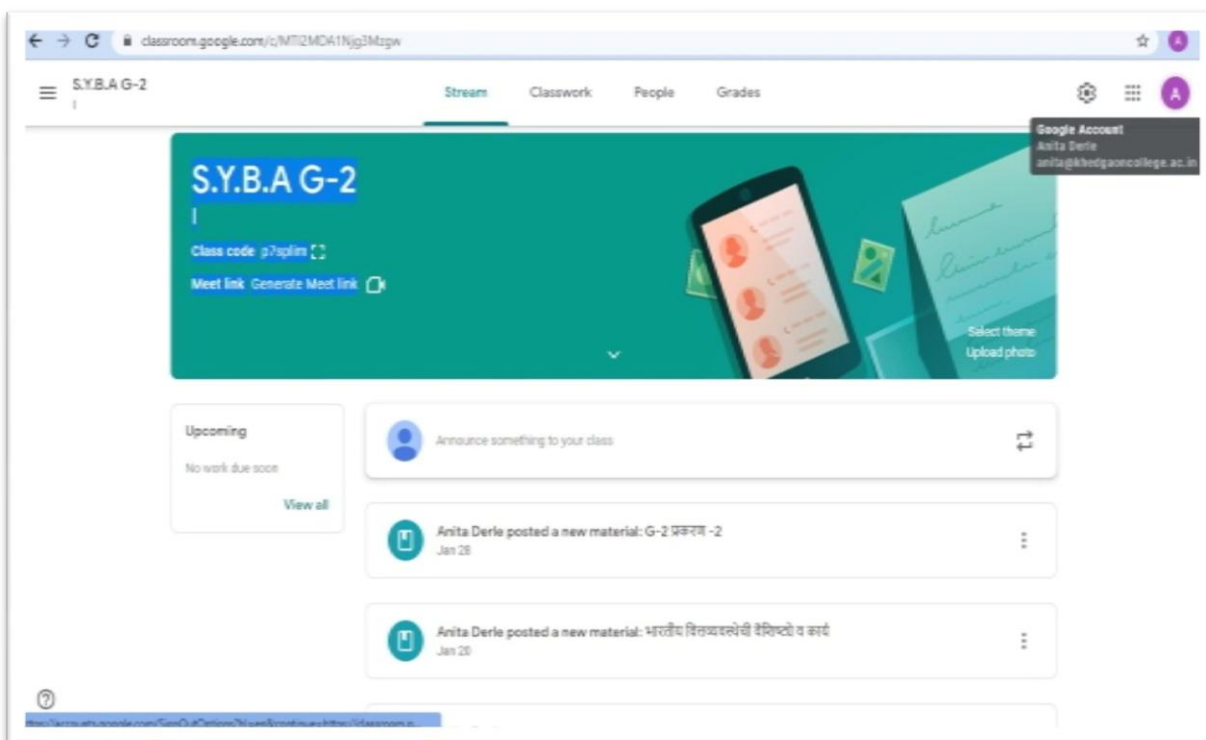 classroom.google.com/c/MTI2MDA1Njg3Mzgw
S.Y.B.A G-2
I
Stream
Classwork
People
Grades
A
Google Account
Anita Derle
anita@khedgaoncollege.ac.in
S.Y.B.A G-2
I
Class code p7splim
Meet link Generate Meet link
Select theme
Upload photo
Upcoming
No work due soon
View all
Announce something to your class
Anita Derle posted a new material: G-2 प्रकरण -2
Jan 28
Anita Derle posted a new material: भारतीय वित्तव्यवस्थेची वैशिष्ट्ये व कार्य
Jan 20